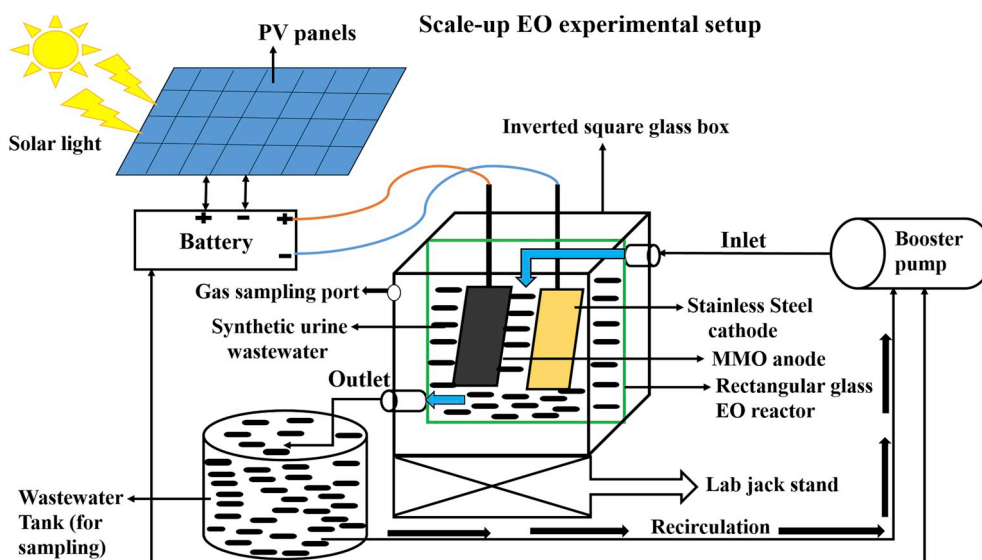 Scale-up EO experimental setup
PV panels
Solar light
Inverted square glass box
+ - +
Battery
-
Inlet
Booster
pump
Gas sampling port
Synthetic urine
wastewater
Stainless Steel
cathode
MMO anode
Outlet
Rectangular glass
EO reactor
Wastewater
Tank (for
sampling)
Lab jack stand
Recirculation